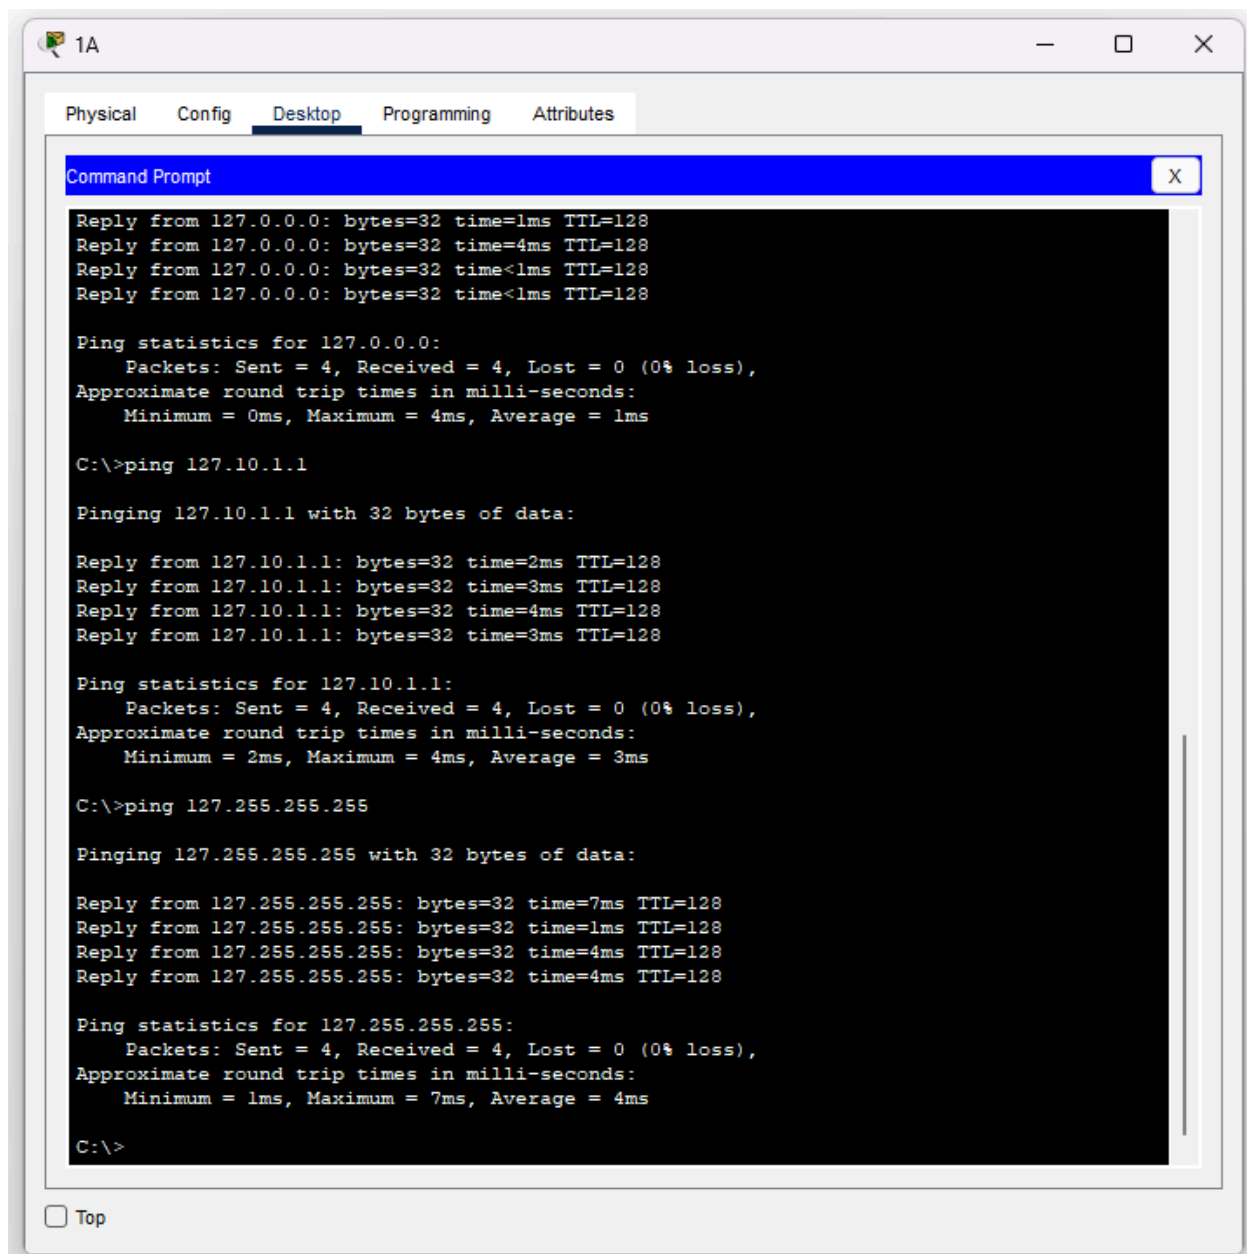 1A
Physical Config Desktop Programming Attributes
Command Prompt X
Reply from 127.0.0.0: bytes=32 time=1ms TTL=128
Reply from 127.0.0.0: bytes=32 time=4ms TTL=128
Reply from 127.0.0.0: bytes=32 time<1ms TTL=128
Reply from 127.0.0.0: bytes=32 time<1ms TTL=128
Ping statistics for 127.0.0.0:
Packets: Sent = 4, Received = 4, Lost = 0 (0% loss),
Approximate round trip times in milli-seconds:
Minimum = 0ms, Maximum = 4ms, Average = 1ms
C:\>ping 127.10.1.1
Pinging 127.10.1.1 with 32 bytes of data:
Reply from 127.10.1.1: bytes=32 time=2ms TTL=128
Reply from 127.10.1.1: bytes=32 time=3ms TTL=128
Reply from 127.10.1.1: bytes=32 time=4ms TTL=128
Reply from 127.10.1.1: bytes=32 time=3ms TTL=128
Ping statistics for 127.10.1.1:
Packets: Sent = 4, Received = 4, Lost = 0 (0% loss),
Approximate round trip times in milli-seconds:
Minimum = 2ms, Maximum = 4ms, Average = 3ms
C:\>ping 127.255.255.255
Pinging 127.255.255.255 with 32 bytes of data:
Reply from 127.255.255.255: bytes=32 time=7ms TTL=128
Reply from 127.255.255.255: bytes=32 time=1ms TTL=128
Reply from 127.255.255.255: bytes=32 time=4ms TTL=128
Reply from 127.255.255.255: bytes=32 time=4ms TTL=128
Ping statistics for 127.255.255.255:
Packets: Sent = 4, Received = 4, Lost = 0 (0% loss),
Approximate round trip times in milli-seconds:
Minimum = 1ms, Maximum = 7ms, Average = 4ms
C:\>
Top